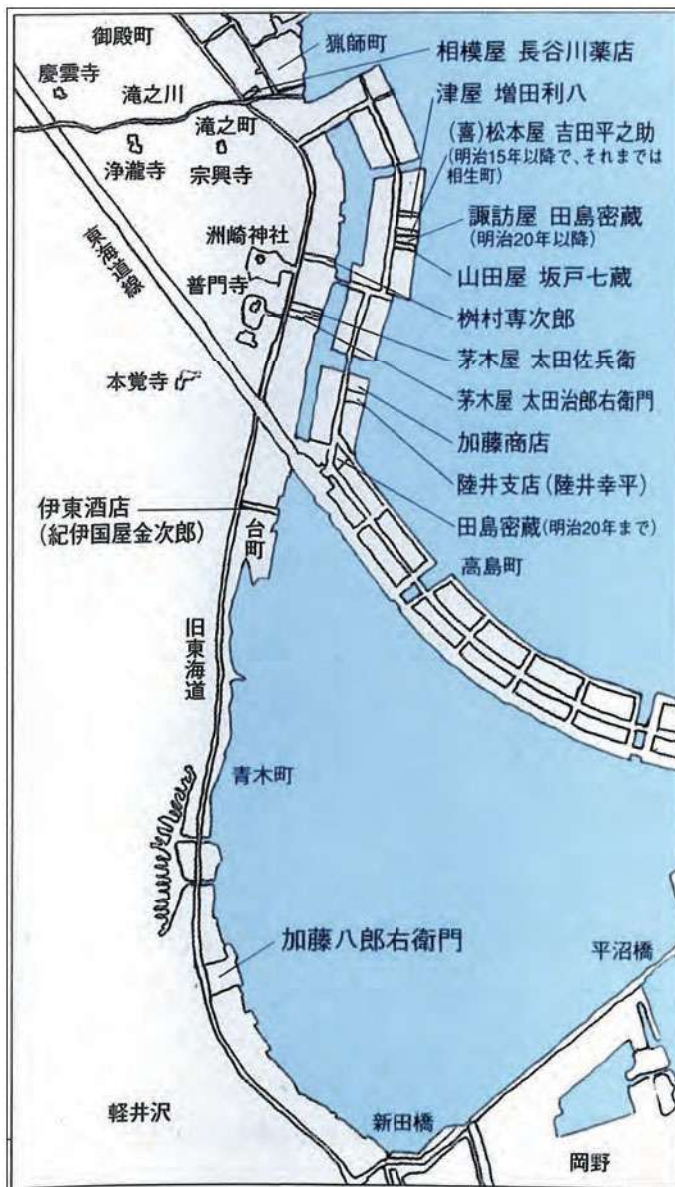 御殿町
猟師町
相模屋 長谷川薬店
慶雲寺
滝之川
津屋 増田利八
滝之町
(喜)松本屋 吉田平之助
(明治15年以降で、それまでは
相生町)
浄瀧寺
宗興寺
諏訪屋 田島密蔵
(明治20年以降)
洲崎神社
東海道線
普門寺
山田屋 坂戸七蔵
桝村専次郎
茅木屋 太田佐兵衛
本覚寺
茅木屋 太田治郎右衛門
加藤商店
陸井支店(陸井幸平)
伊東酒店
(紀伊国屋金次郎)
台町
田島密蔵(明治20年まで)
高島町
旧東海道
青木町
加藤八郎右衛門
平沼橋
軽井沢
新田橋
岡野